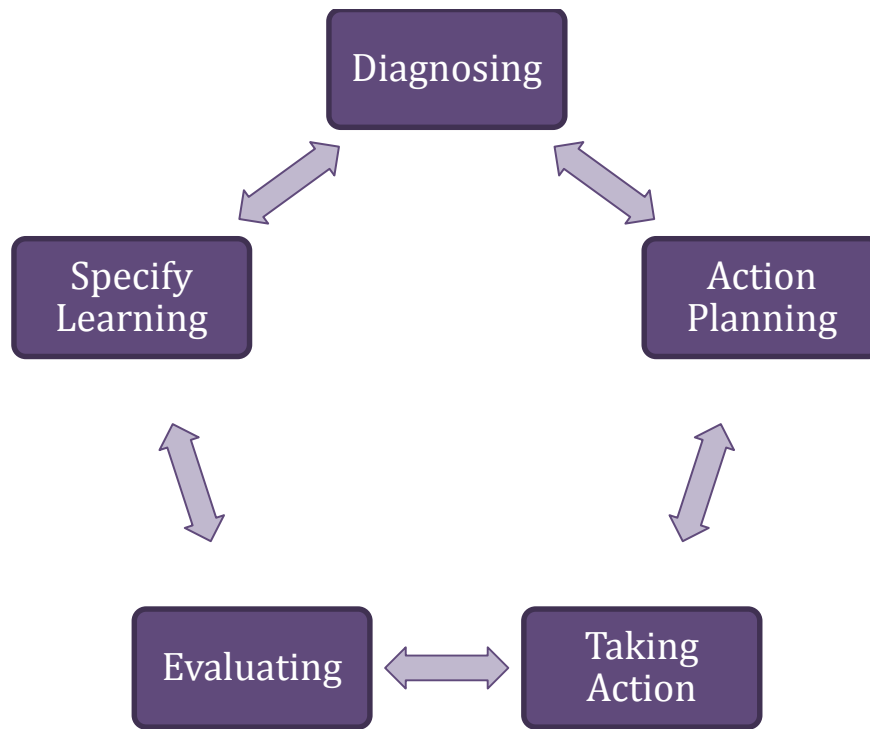 Diagnosing
Specify
Learning
Action
Planning
Evaluating
Taking
Action